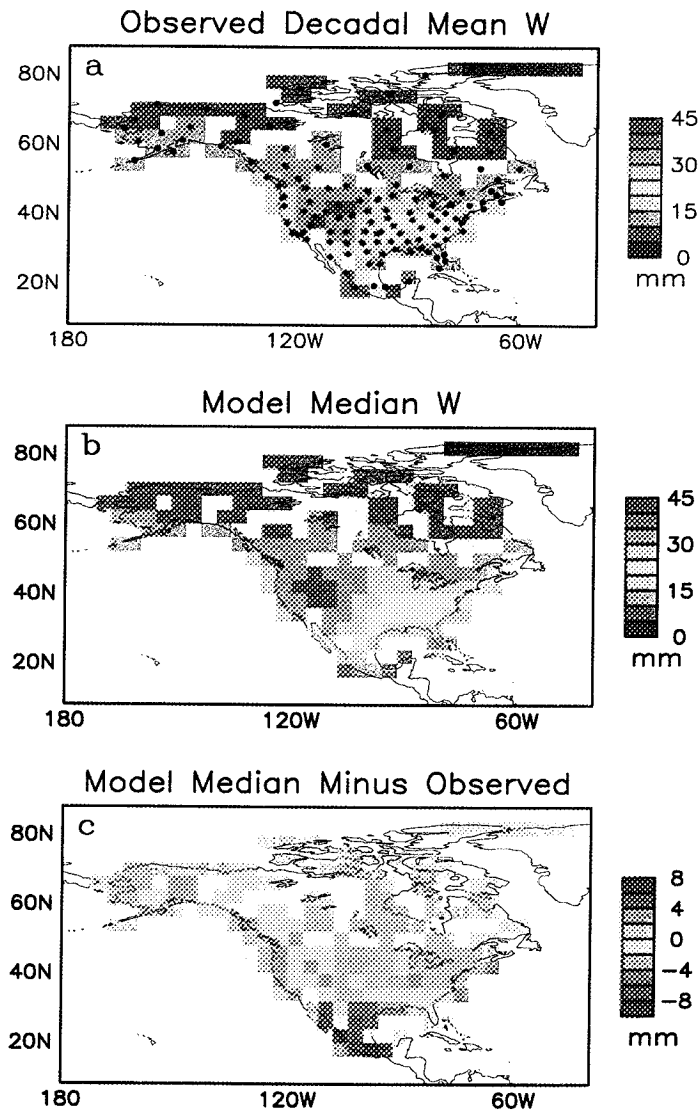 Observed Decadal Mean W
a
80N
60N
40N
20N
180
120W
60W
45
30
15
0
mm
Model Median W
b
80N
60N
40N
20N
180
120W
60W
45
30
15
0
mm
Model Median Minus Observed
c
80N
60N
40N
20N
180
120W
60W
8
4
0
-4
-8
mm